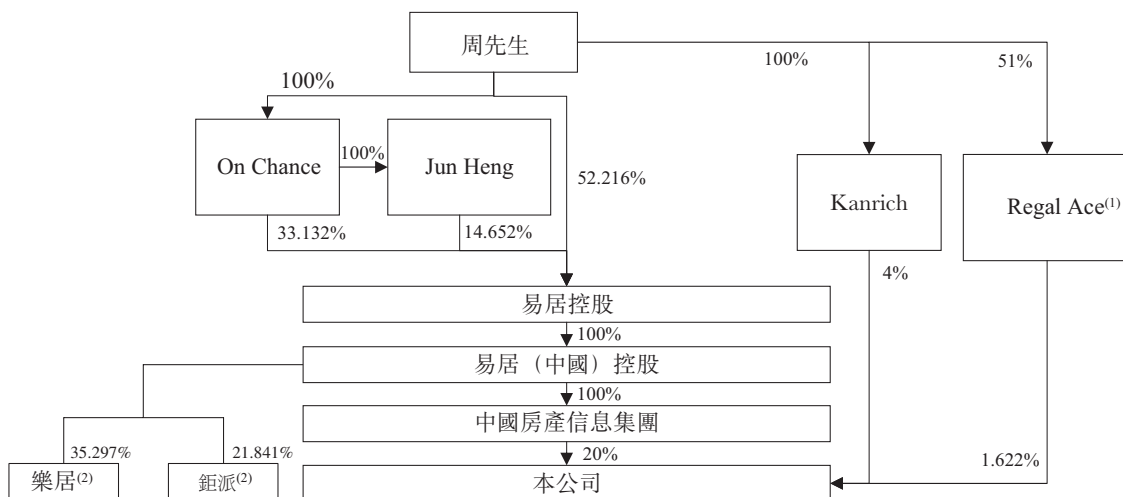 周先生
100%
51%
100%
On Chance
100%
Jun Heng
52.216%
Kanrich
Regal Ace(1)
33.132%
14.652%
4%
易居控股
100%
易居（中國）控股
100%
中國房產信息集團
35.297%
21.841%
20%
1.622%
樂居(2)
鉅派(2)
本公司